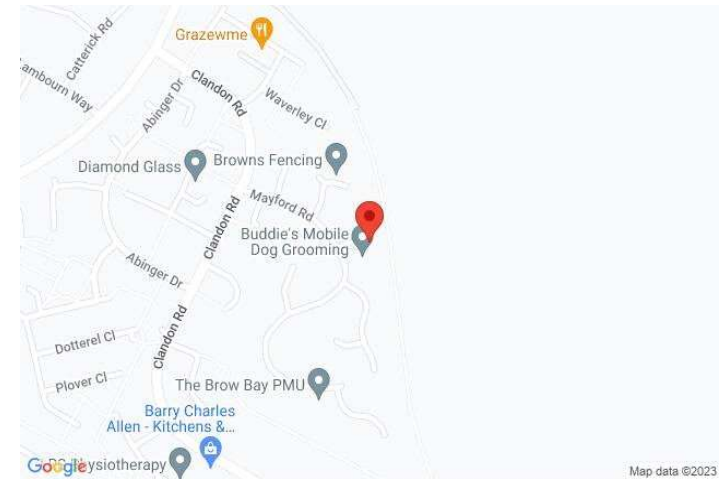 Grazewme
Catterick Rd
Lambourn Way
Clandon Rd
Abinger Dr
Waverley Cl
Diamond Glass
Browns Fencing
Mayford Rd
Clandon Rd
Buddie's Mobile
Dog Grooming
Abinger Dr
Clandon Rd
Dotterel Cl
Plover Cl
The Brow Bay PMU
Barry Charles
Allen - Kitchens &...
Google
Map data ©2023